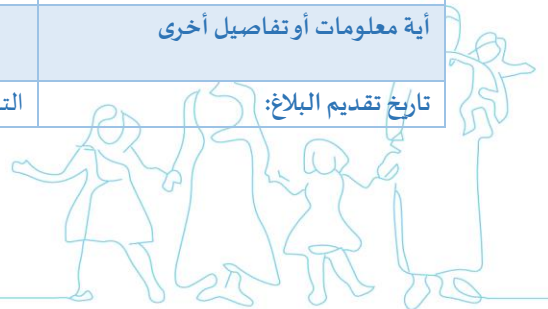 أية معلومات أو تفاصيل أخرى
تاريخ تقديم البلاغ: